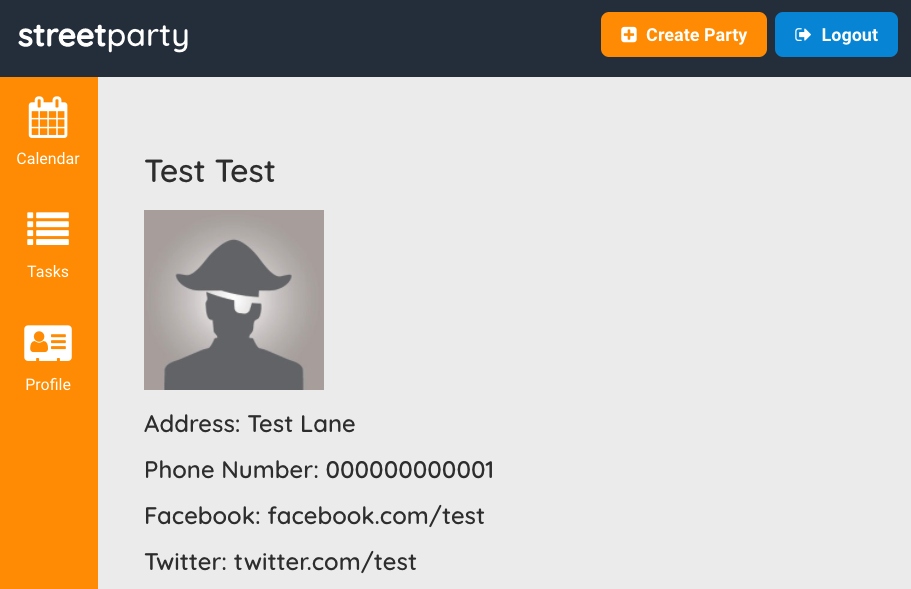 streetparty
Create Party
Logout
Calendar
Tasks
Profile
Test Test
Address: Test Lane
Phone Number: 000000000001
Facebook: facebook.com/test
Twitter: twitter.com/test